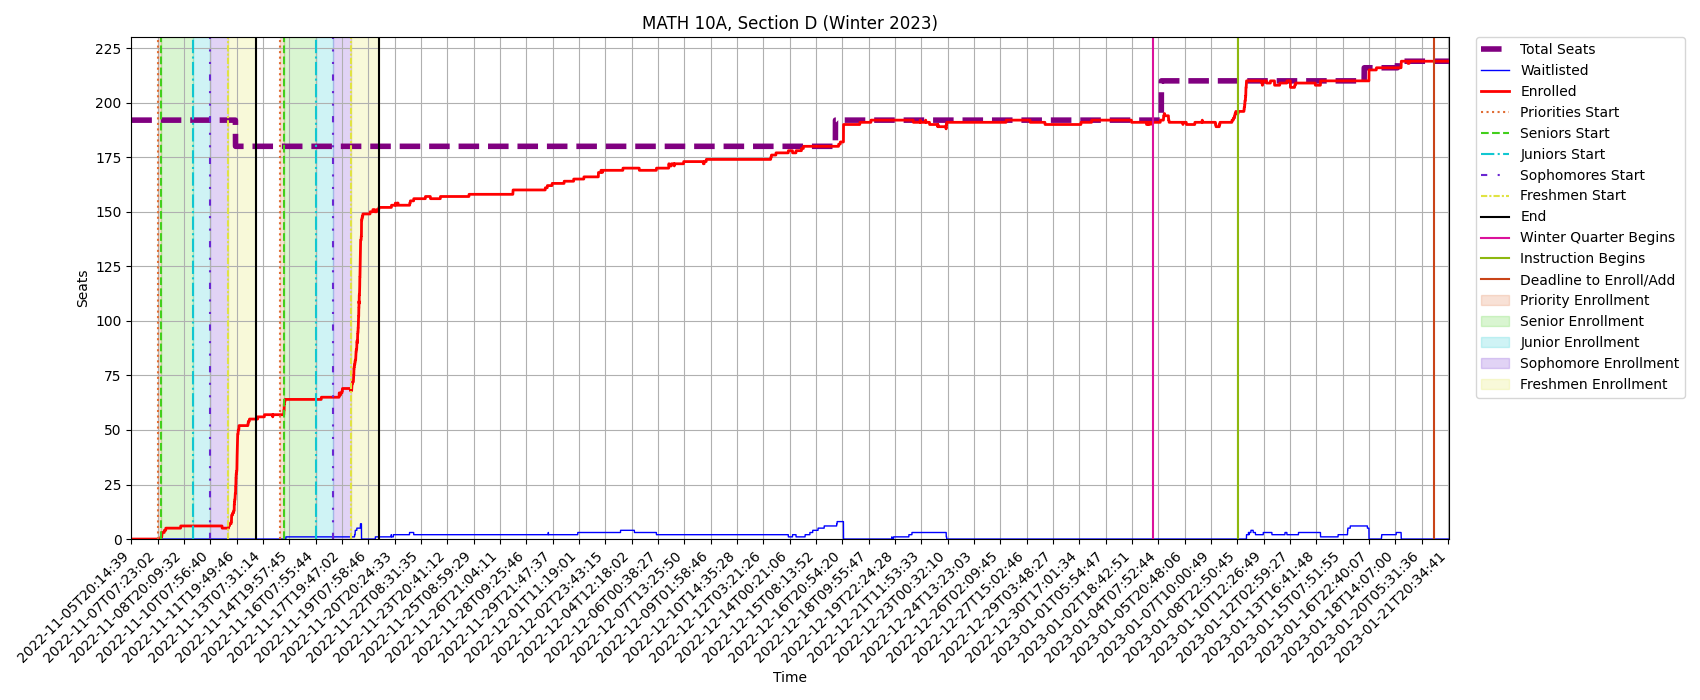 MATH 10A, Section D (Winter 2023)
225
200
175
150
125
100
75
50
25
0
Seats
2022-11-05T20:14:39
2022-11-07T07:23:02
2022-11-08T20:09:32
2022-11-10T07:56:40
2022-11-11T19:49:46
2022-11-13T07:31:14
2022-11-14T19:57:45
2022-11-16T07:55:44
2022-11-17T19:47:02
2022-11-19T07:58:46
2022-11-20T20:24:33
2022-11-22T08:31:35
2022-11-23T20:41:12
2022-11-25T08:59:29
2022-11-26T21:04:11
2022-11-28T09:25:46
2022-11-29T21:47:37
2022-12-01T11:19:01
2022-12-02T23:43:15
2022-12-04T12:18:02
2022-12-06T00:38:27
2022-12-07T13:25:50
2022-12-09T01:58:46
2022-12-10T14:35:28
2022-12-12T03:21:26
2022-12-14T00:21:06
2022-12-15T08:13:52
2022-12-16T20:54:20
2022-12-18T09:55:47
2022-12-19T22:24:28
2022-12-21T11:53:33
2022-12-23T00:32:10
2022-12-24T13:23:03
2022-12-26T02:09:45
2022-12-27T15:02:46
2022-12-29T03:48:27
2022-12-30T17:01:34
2023-01-01T05:54:47
2023-01-02T18:42:51
2023-01-04T07:52:44
2023-01-05T20:48:06
2023-01-07T10:00:49
2023-01-08T22:50:45
2023-01-10T12:26:49
2023-01-12T02:59:27
2023-01-13T16:41:48
2023-01-15T07:51:55
2023-01-16T22:40:07
2023-01-18T14:07:00
2023-01-20T05:31:36
2023-01-21T20:34:41
Time
Total Seats
Waitlisted
Enrolled
Priorities Start
Seniors Start
Juniors Start
Sophomores Start
Freshmen Start
End
Winter Quarter Begins
Instruction Begins
Deadline to Enroll/Add
Priority Enrollment
Senior Enrollment
Junior Enrollment
Sophomore Enrollment
Freshmen Enrollment